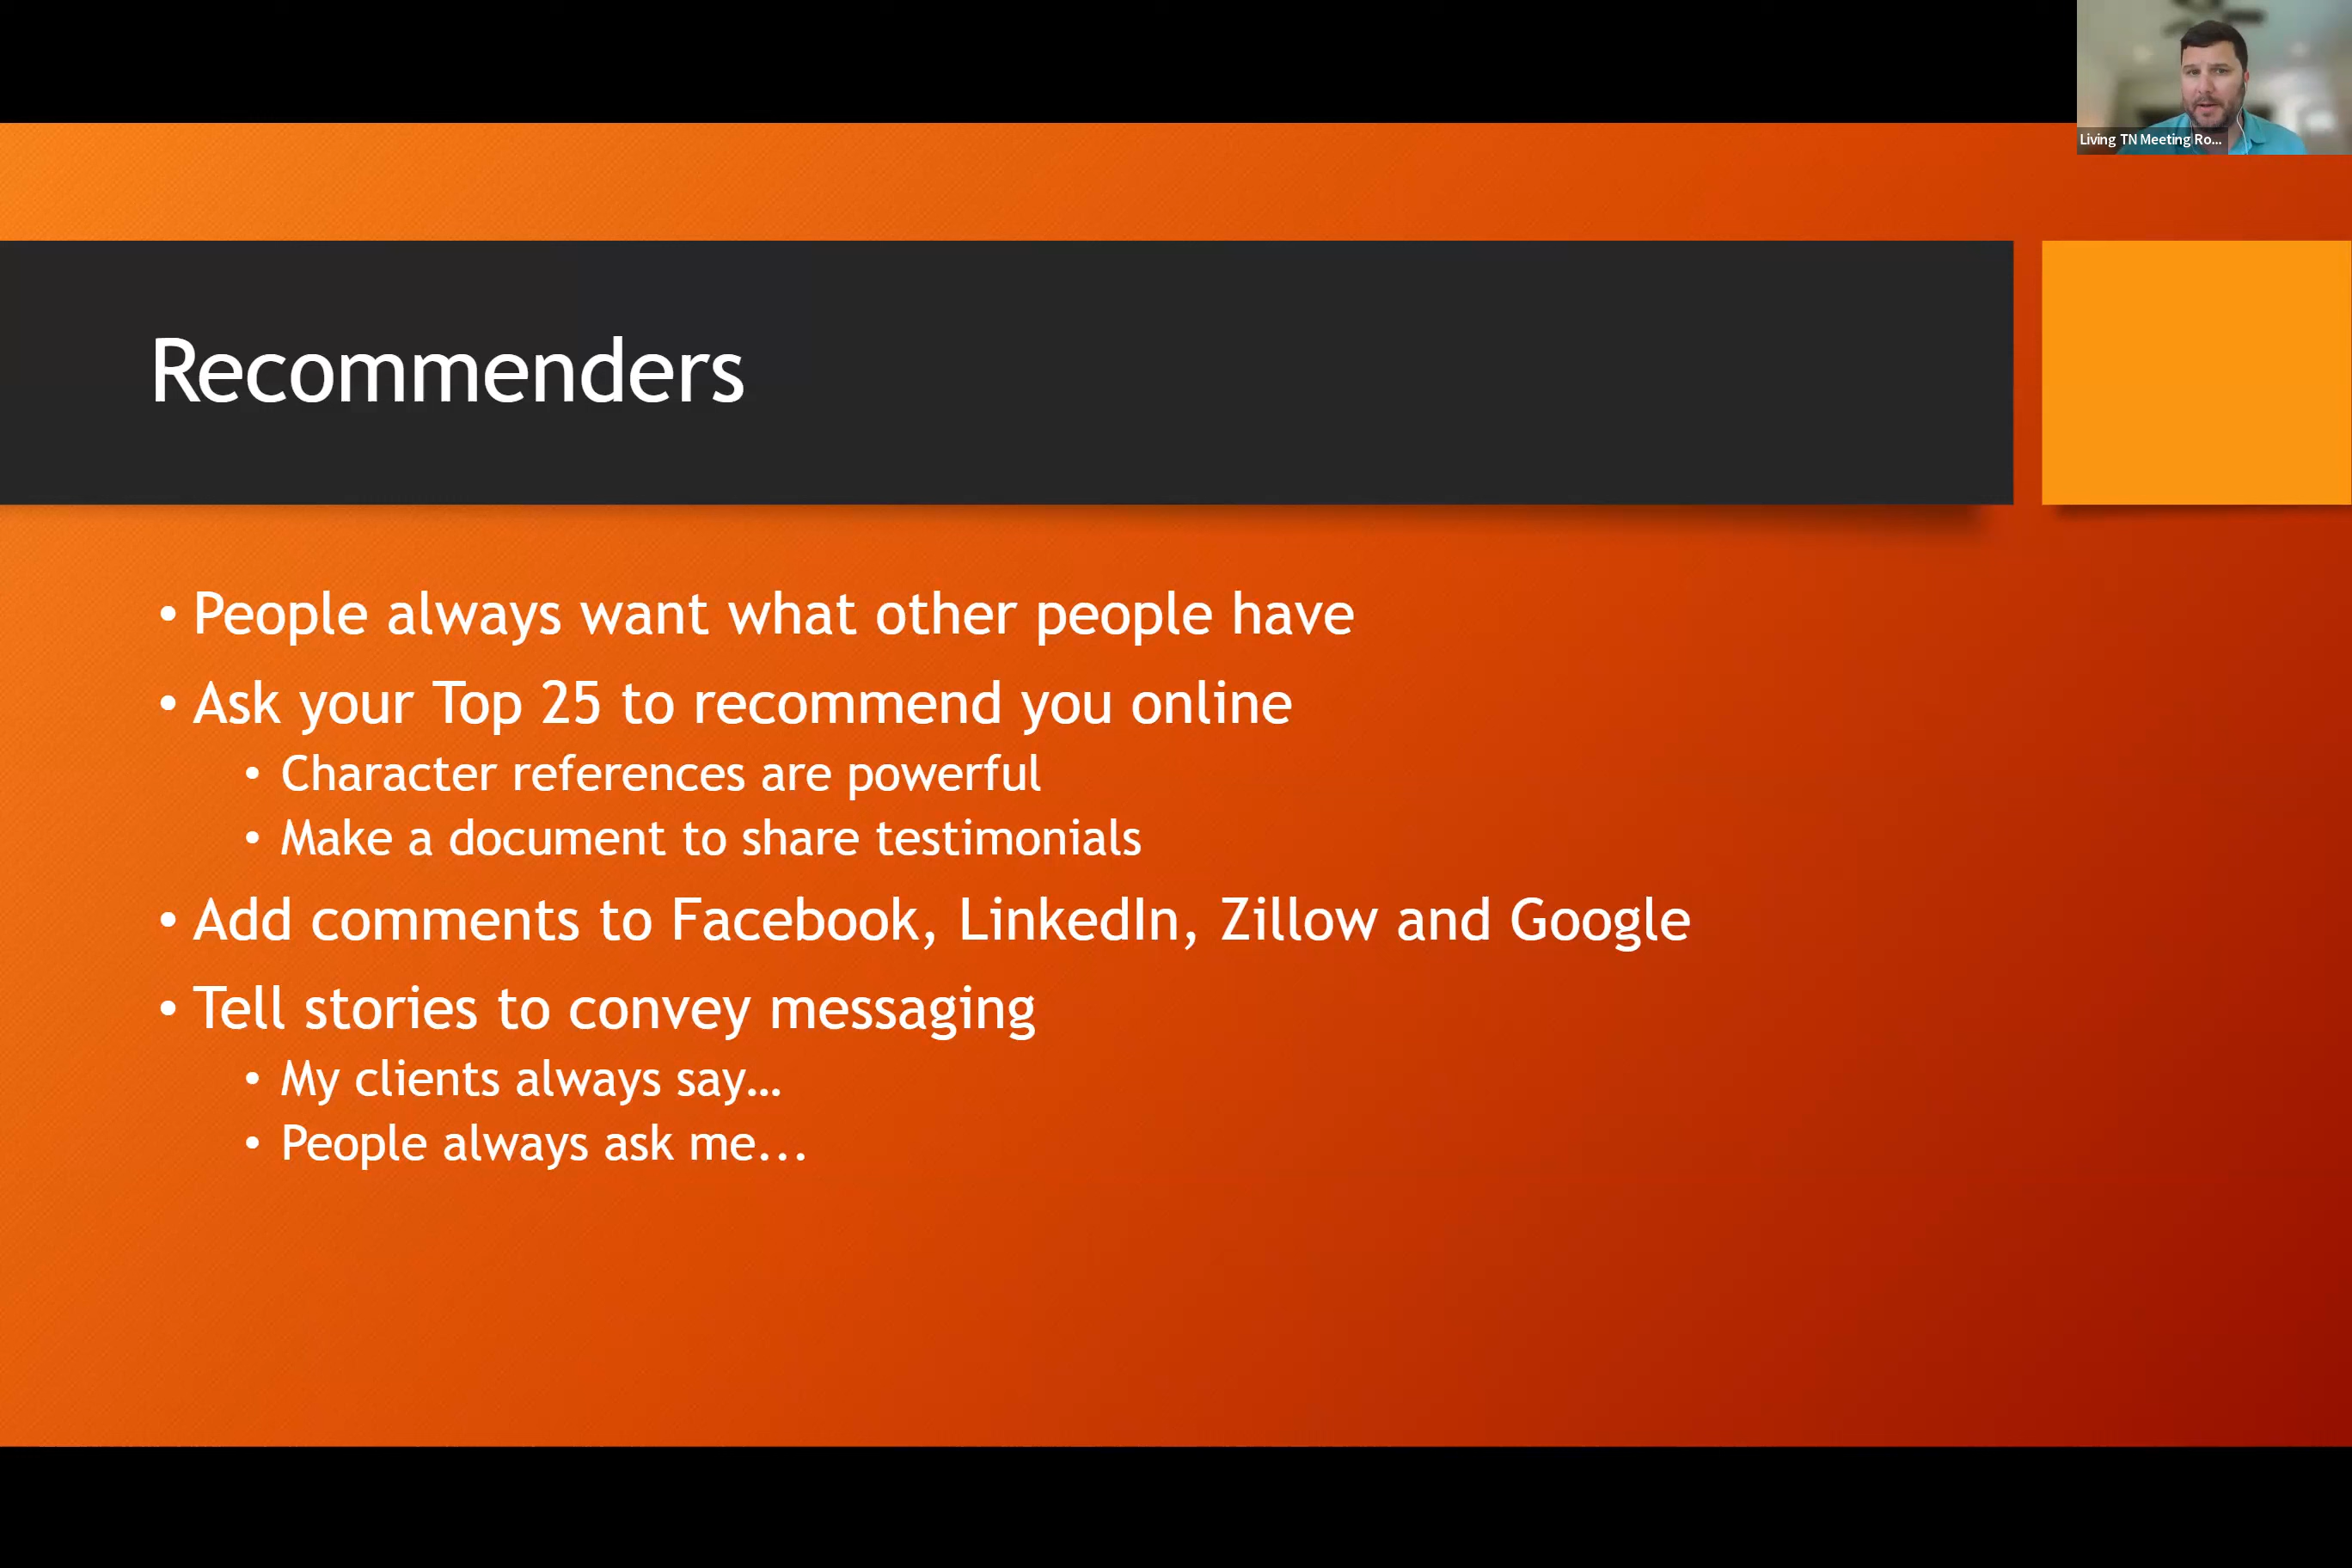 Living TN Meeting Ro...
Recommenders
• People always want what other people have
• Ask your Top 25 to recommend you online
• Character references are powerful
• Make a document to share testimonials
• Add comments to Facebook, LinkedIn, Zillow and Google
• Tell stories to convey messaging
• My clients always say…
• People always ask me...